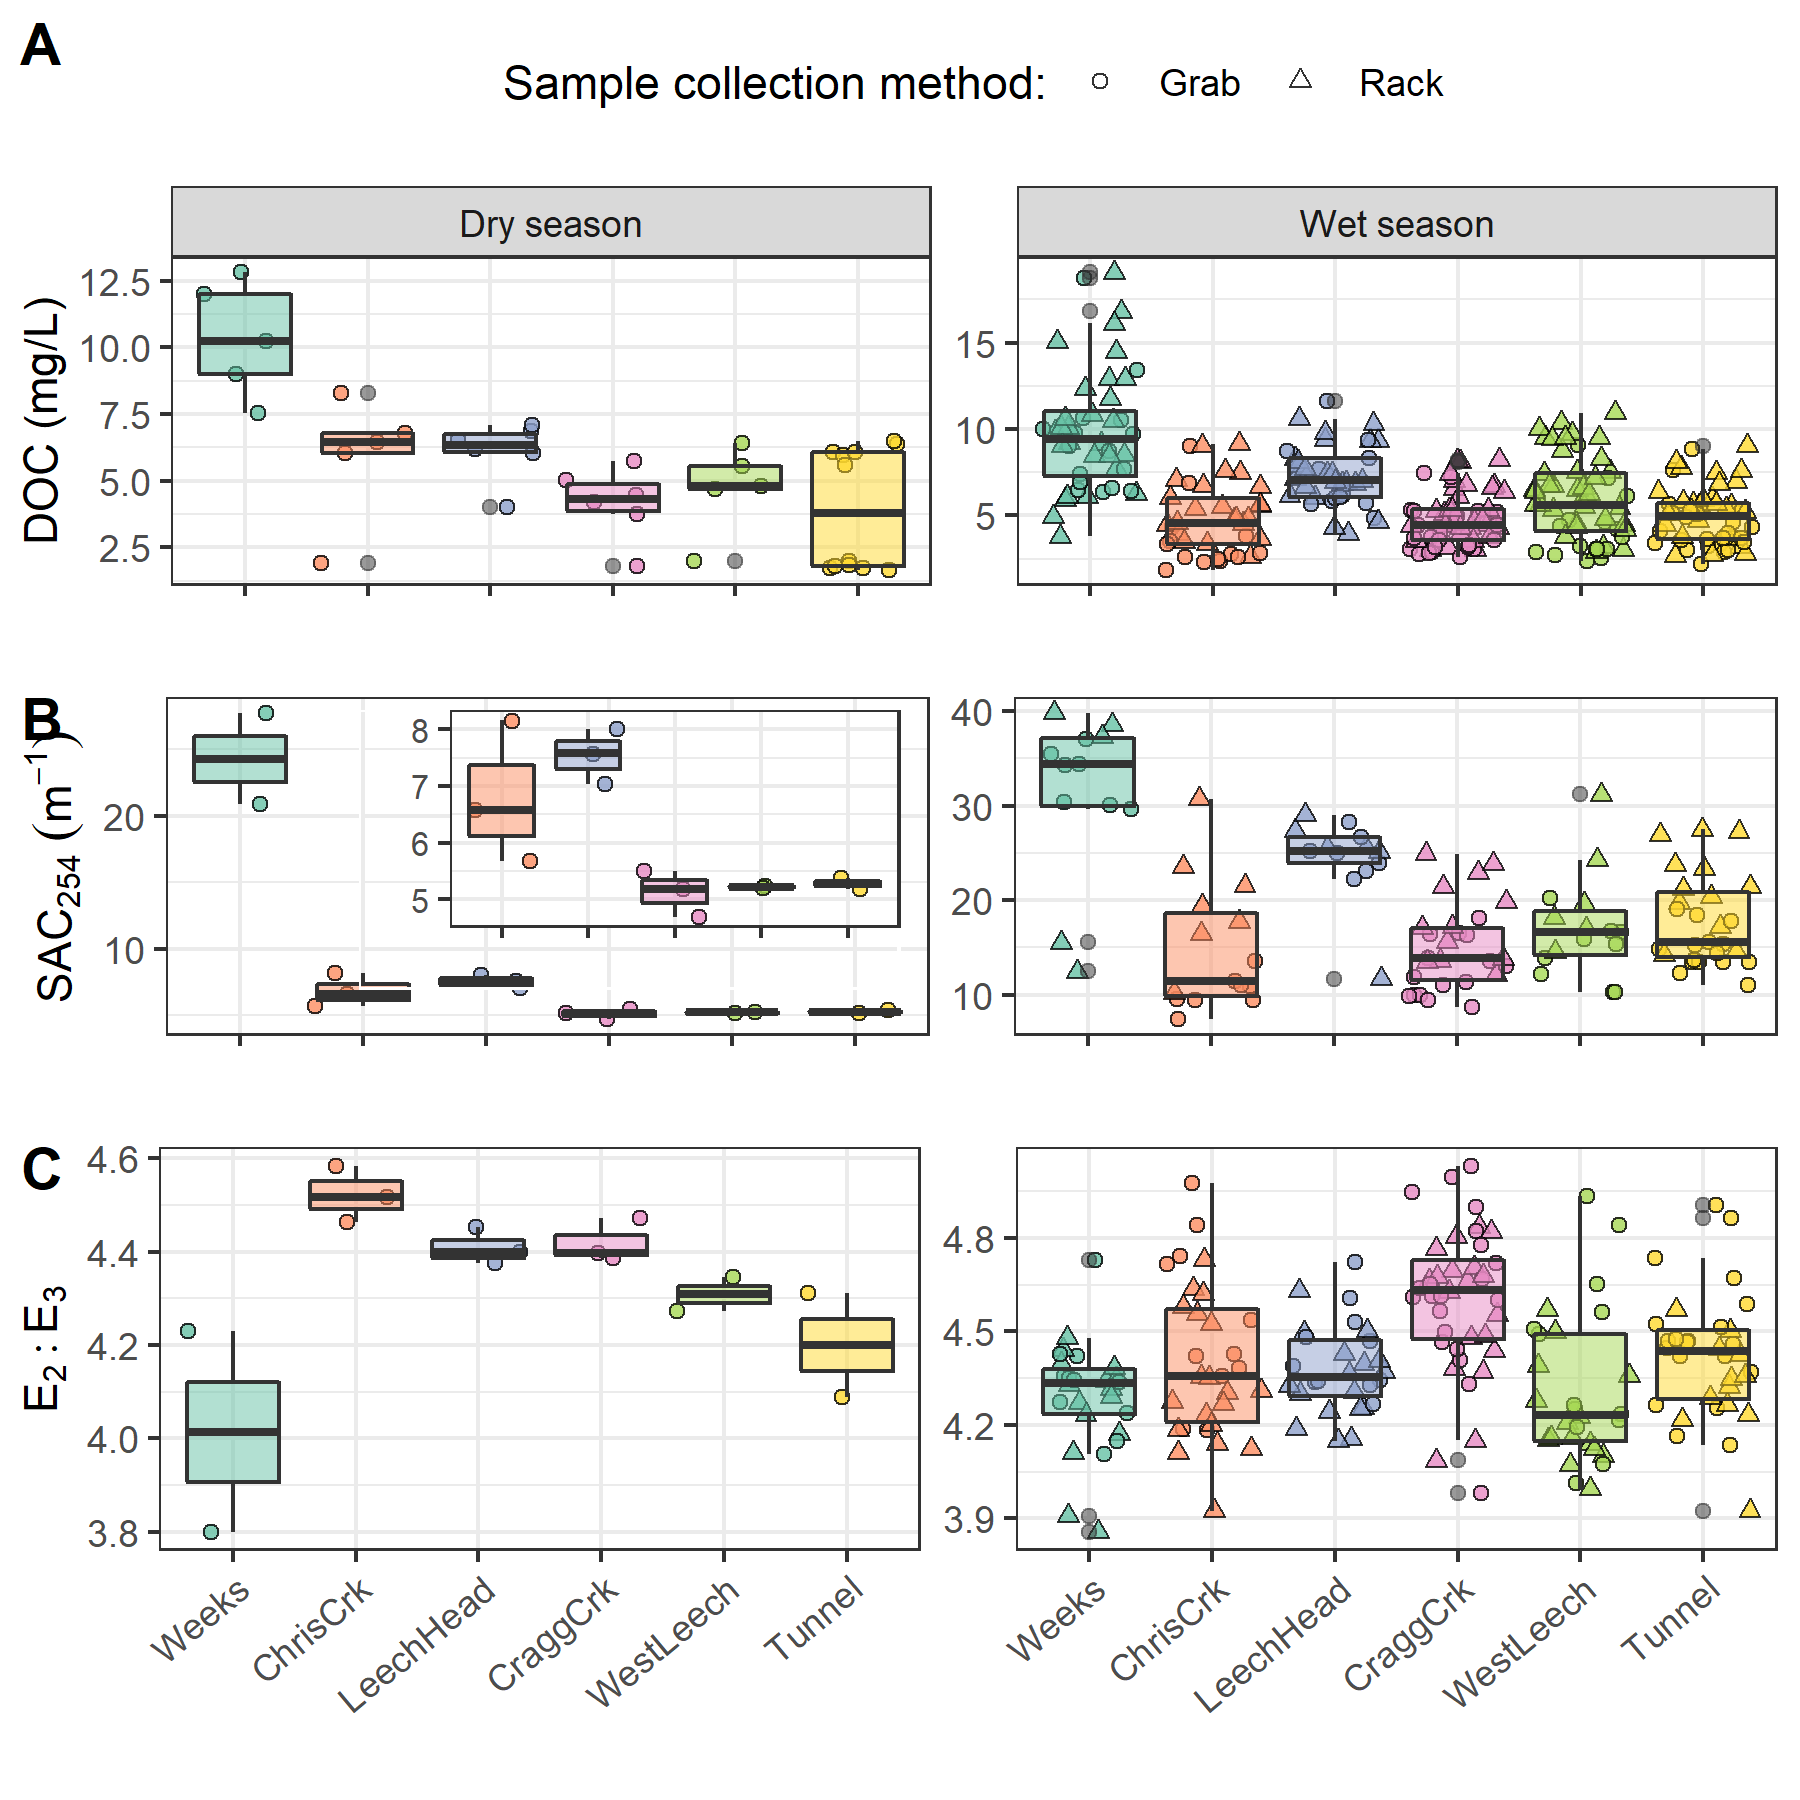 A
Sample collection method: Grab Rack
Dry season
Wet season
DOC (mg/L)
12.5
10.0
7.5
5.0
2.5
15
10
5
B
SAC₂₅₄ (m⁻¹)
20
10
8
7
6
5
40
30
20
10
C
E₂ : E₃
4.6
4.4
4.2
4.0
3.8
4.8
4.5
4.2
3.9
Weeks
ChrisCrk
LeechHead
CraggCrk
WestLeech
Tunnel
Weeks
ChrisCrk
LeechHead
CraggCrk
WestLeech
Tunnel